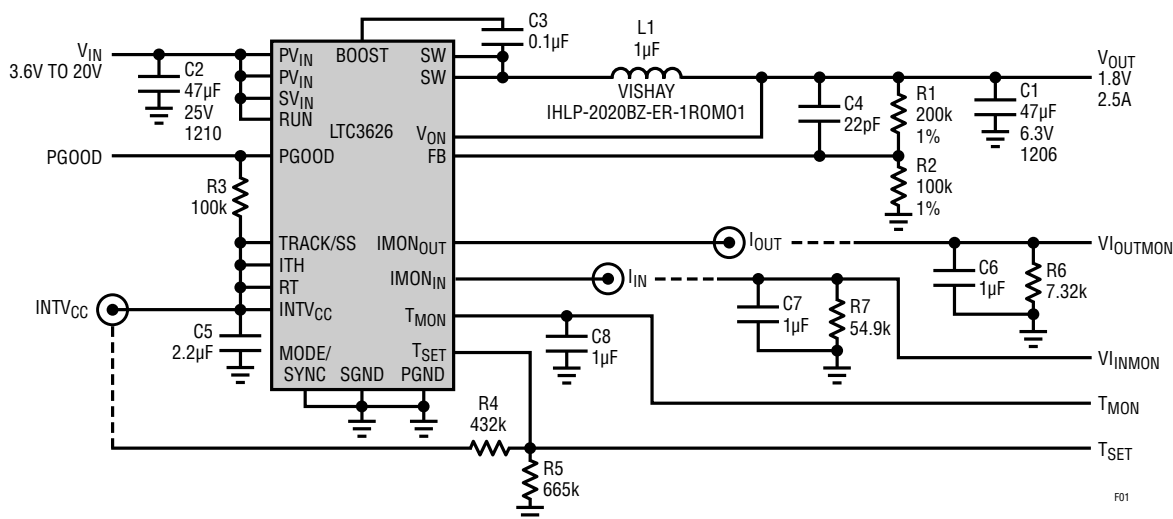 VIN
3.6V TO 20V
C2
47µF
25V
1210
PVIN
PVIN
SVIN
RUN
BOOST
LTC3626
SW
SW
C3
0.1µF
L1
1µF
VISHAY
IHLP-2020BZ-ER-1ROMO1
VOUT
1.8V
2.5A
C4
22pF
R1
200k
1%
C1
47µF
6.3V
1206
VON
FB
R2
100k
1%
PGOOD
PGOOD
R3
100k
TRACK/SS
ITH
RT
INTVCC
INTVCC
C5
2.2µF
MODE/
SYNC
SGND
PGND
IMONOUT
IMONIN
TMON
TSET
IOUT
IIN
C6
1µF
R6
7.32k
VIOUTMON
C7
1µF
R7
54.9k
VIINMON
C8
1µF
TMON
R4
432k
TSET
R5
665k
F01